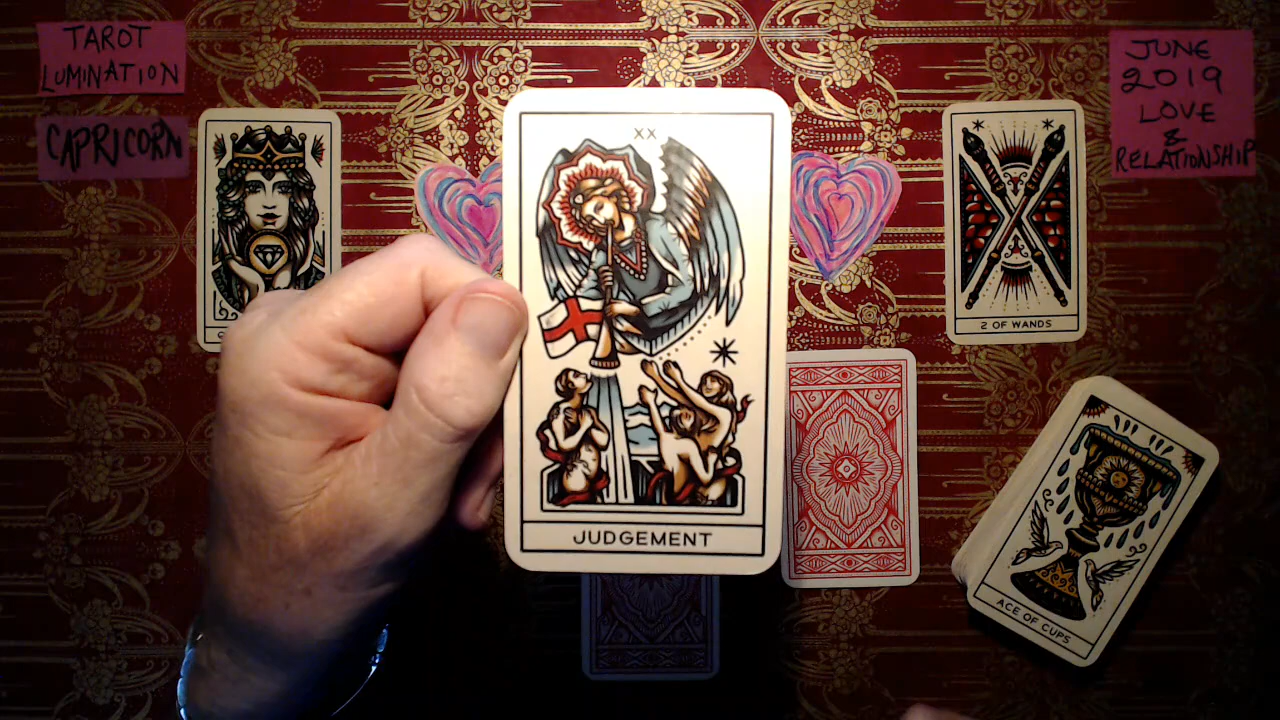 TAROT
LUMINATION
CAPRICORN
JUNE
2019
LOVE
&
RELATIONSHIP
XX
JUDGEMENT
2 OF WANDS
ACE OF CUPS